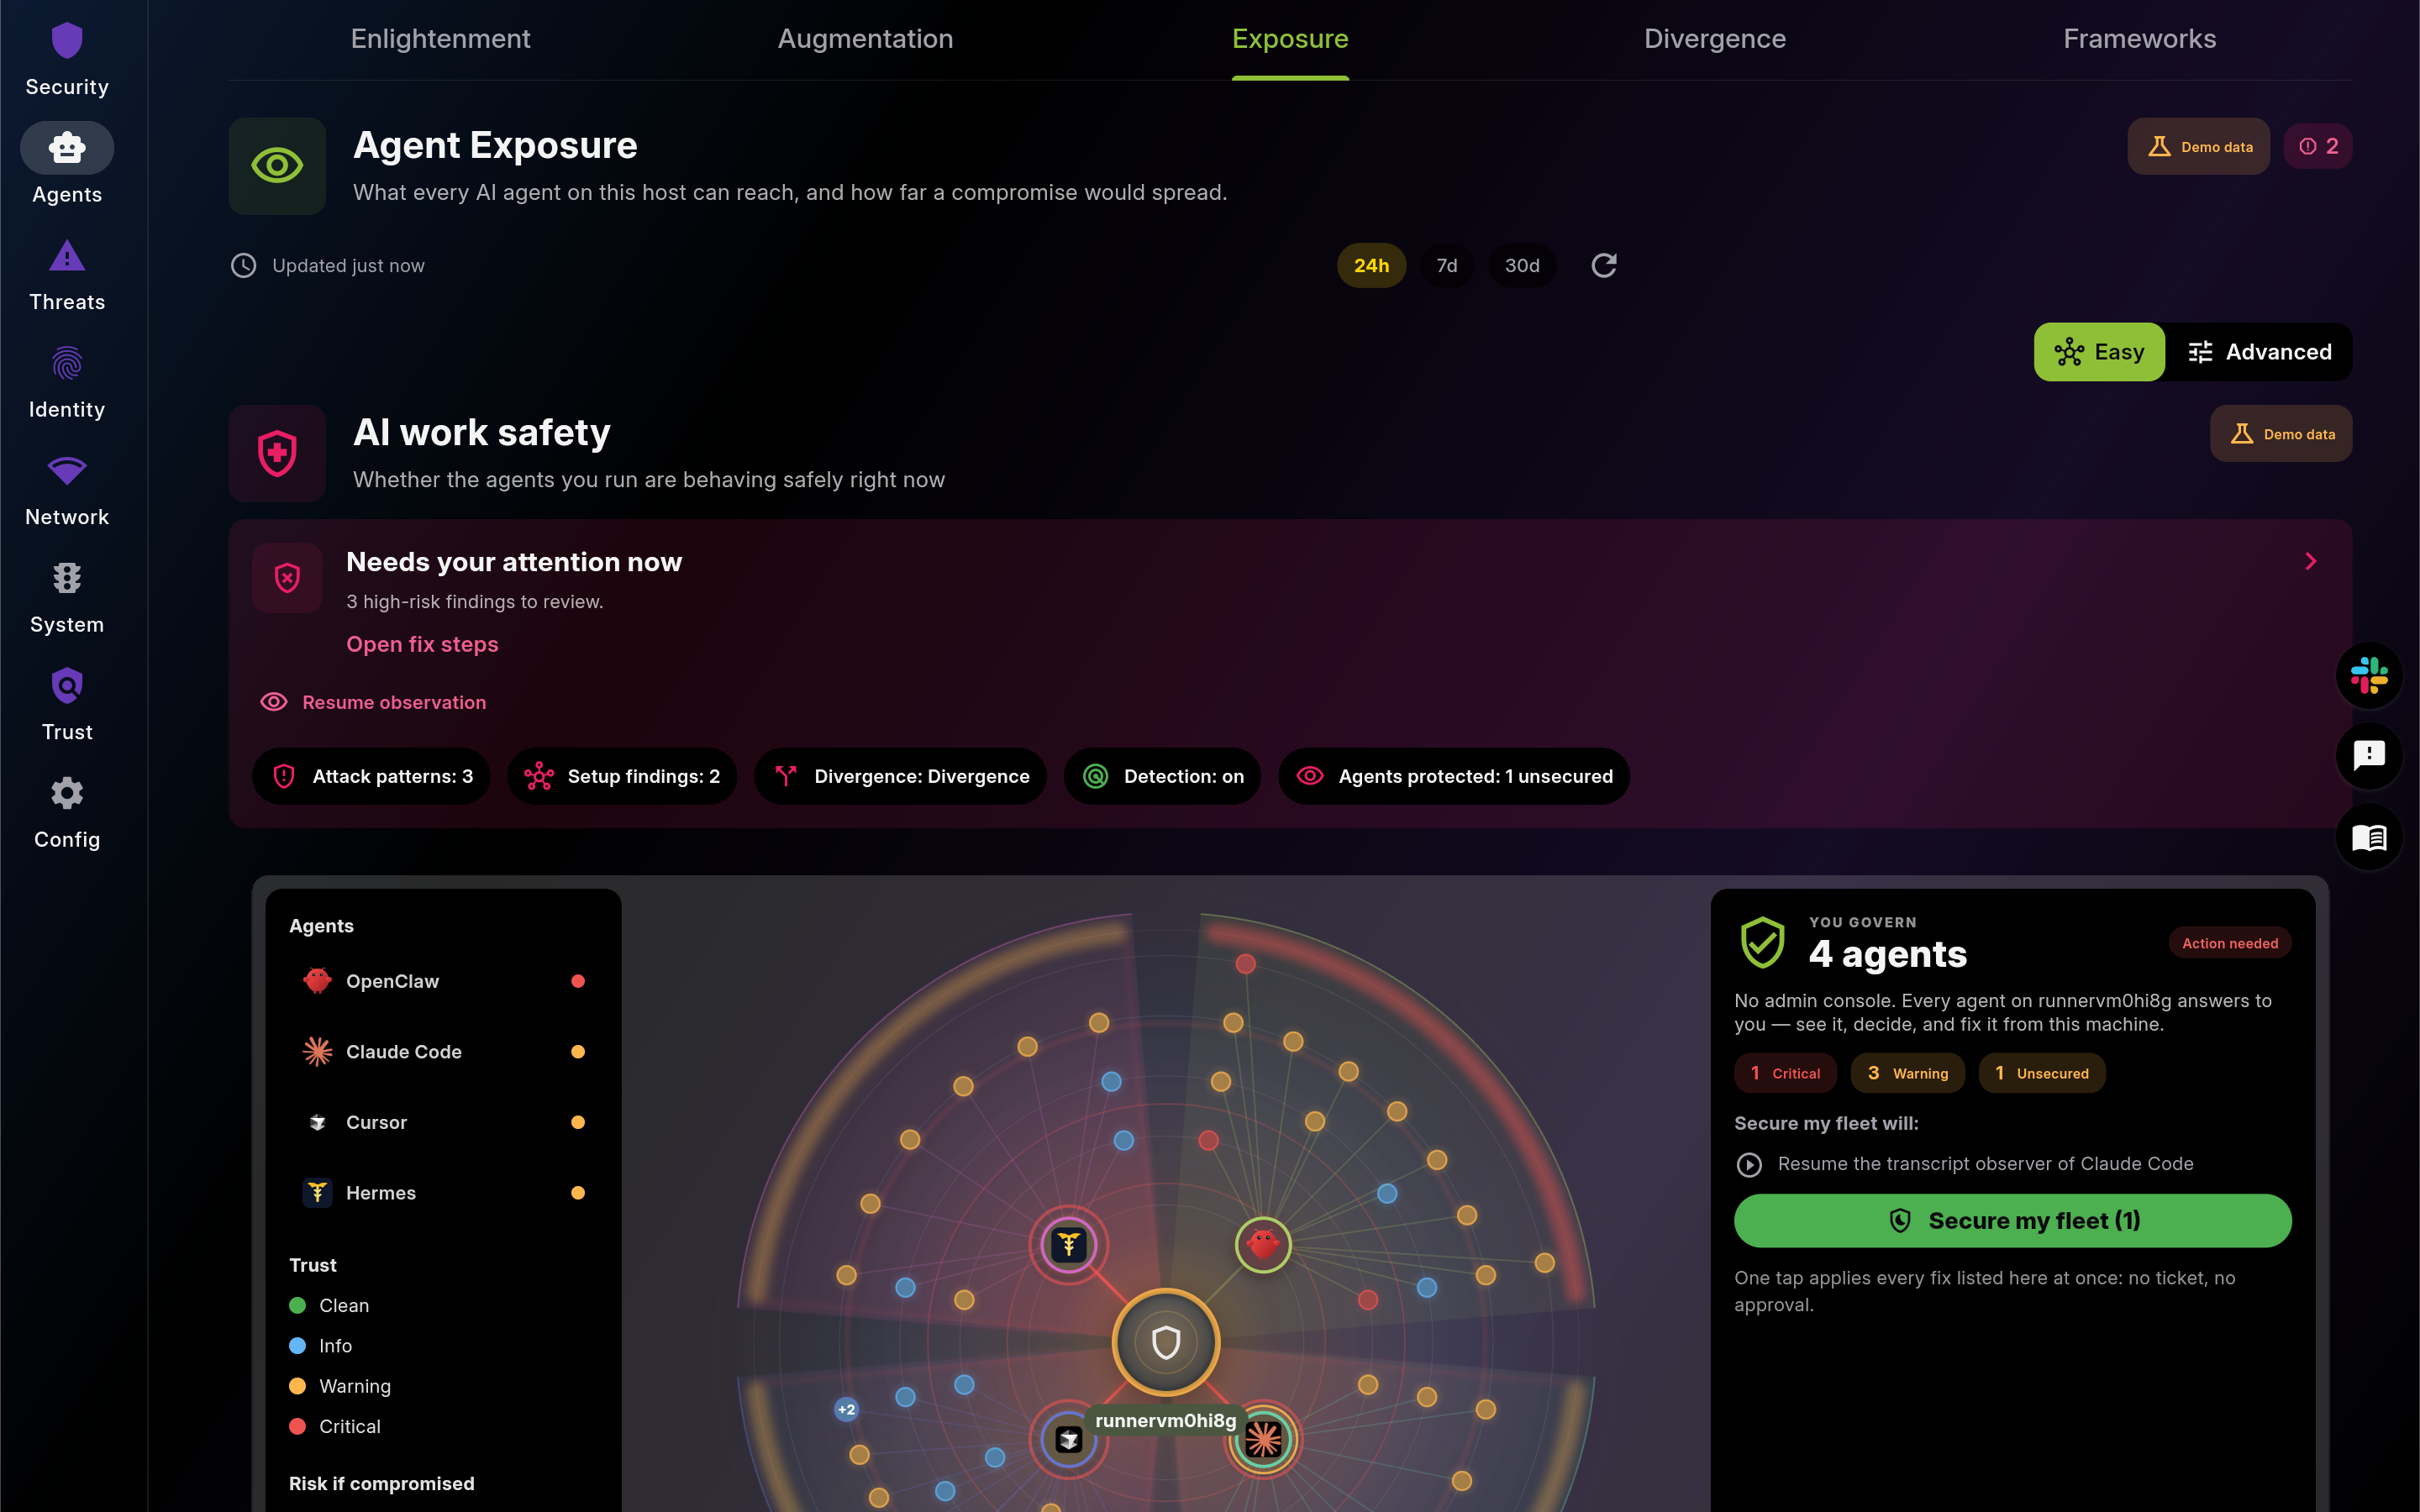 Enlightenment
Augmentation
Exposure
Divergence
Frameworks
Security
Agents
Threats
Identity
Network
System
Trust
Config
Agent Exposure
What every AI agent on this host can reach, and how far a compromise would spread.
Demo data
2
Updated just now
24h
7d
30d
Easy
Advanced
AI work safety
Whether the agents you run are behaving safely right now
Demo data
Needs your attention now
3 high-risk findings to review.
Open fix steps
Resume observation
Attack patterns: 3
Setup findings: 2
Divergence: Divergence
Detection: on
Agents protected: 1 unsecured
Agents
OpenClaw
Claude Code
Cursor
Hermes
Trust
Clean
Info
Warning
Critical
Risk if compromised
+2
runnervm0hi8g
YOU GOVERN
4 agents
Action needed
No admin console. Every agent on runnervm0hi8g answers to
you — see it, decide, and fix it from this machine.
1 Critical
3 Warning
1 Unsecured
Secure my fleet will:
Resume the transcript observer of Claude Code
Secure my fleet (1)
One tap applies every fix listed here at once: no ticket, no
approval.